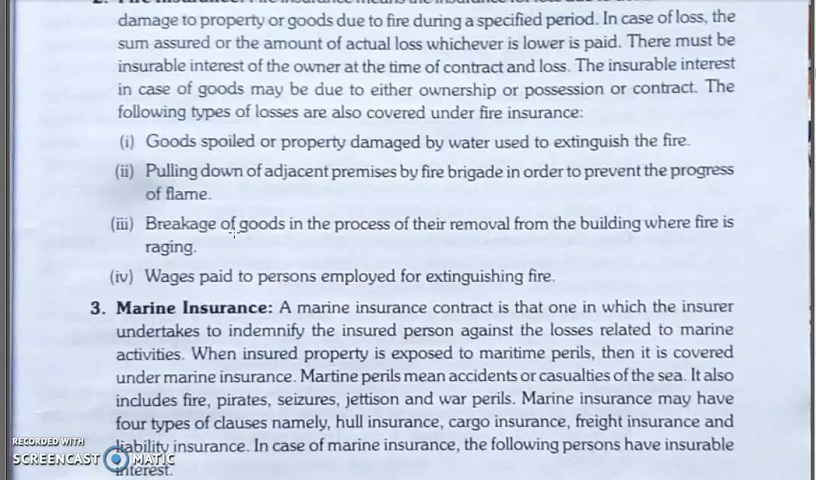 damage to property or goods due to fire during a specified period. In case of loss, the
sum assured or the amount of actual loss whichever is lower is paid. There must be
insurable interest of the owner at the time of contract and loss. The insurable interest
in case of goods may be due to either ownership or possession or contract. The
following types of losses are also covered under fire insurance:
(i) Goods spoiled or property damaged by water used to extinguish the fire.
(ii) Pulling down of adjacent premises by fire brigade in order to prevent the progress
of flame.
(iii) Breakage of goods in the process of their removal from the building where fire is
raging.
(iv) Wages paid to persons employed for extinguishing fire.
3. Marine Insurance: A marine insurance contract is that one in which the insurer
undertakes to indemnify the insured person against the losses related to marine
activities. When insured property is exposed to maritime perils, then it is covered
under marine insurance. Martine perils mean accidents or casualties of the sea. It also
includes fire, pirates, seizures, jettison and war perils. Marine insurance may have
four types of clauses namely, hull insurance, cargo insurance, freight insurance and
liability insurance. In case of marine insurance, the following persons have insurable
interest.
RECORDED WITH
SCREENCAST MATIC